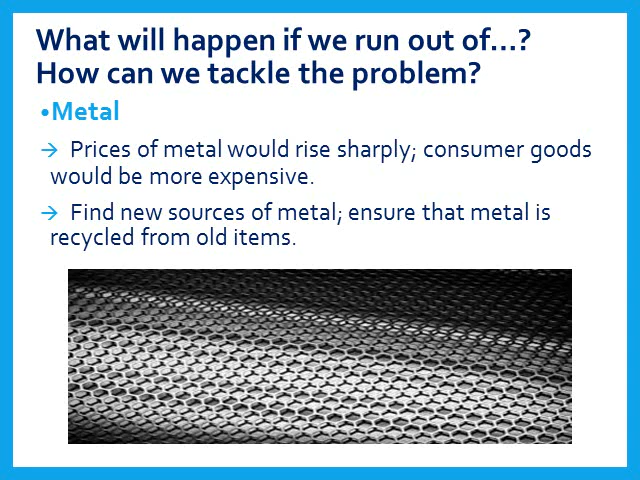 What will happen if we run out of...?
How can we tackle the problem?
•Metal
→ Prices of metal would rise sharply; consumer goods
would be more expensive.
→ Find new sources of metal; ensure that metal is
recycled from old items.